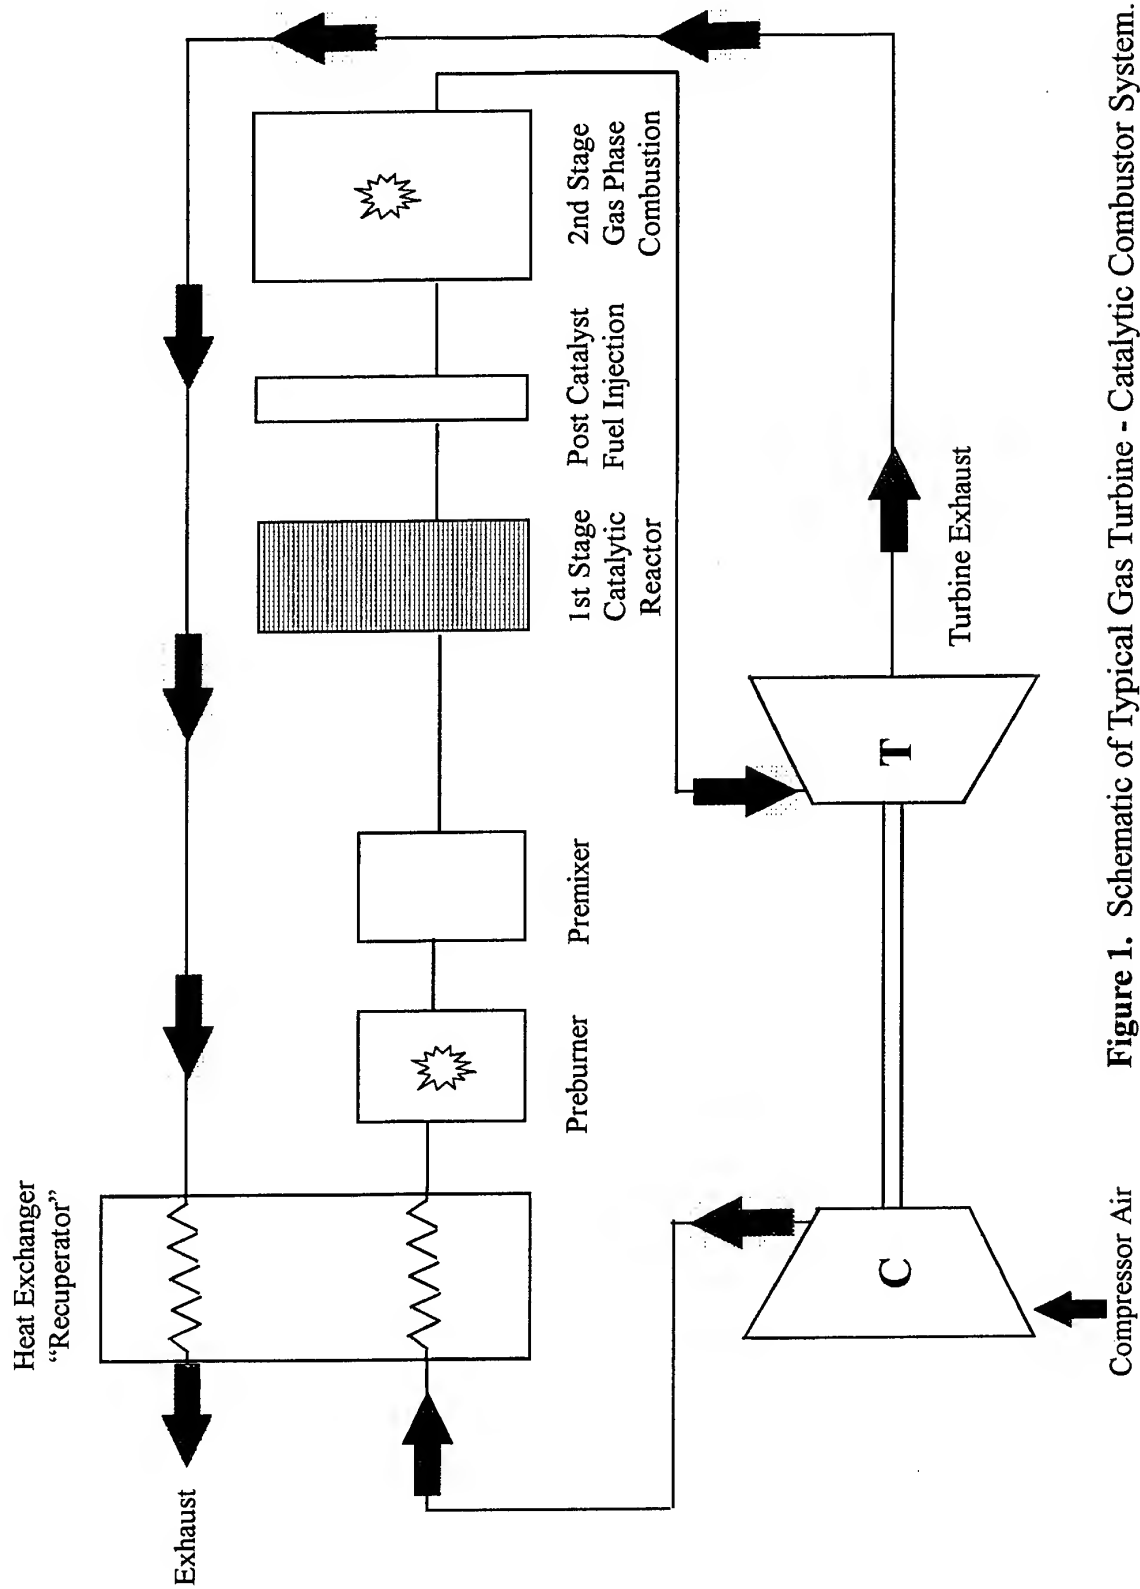 Heat Exchanger
“Recuperator”
Exhaust
Preburner
Premixer
1st Stage
Catalytic
Reactor
Post Catalyst
Fuel Injection
2nd Stage
Gas Phase
Combustion
C
T
Compressor Air
Turbine Exhaust
Figure 1. Schematic of Typical Gas Turbine - Catalytic Combustor System.